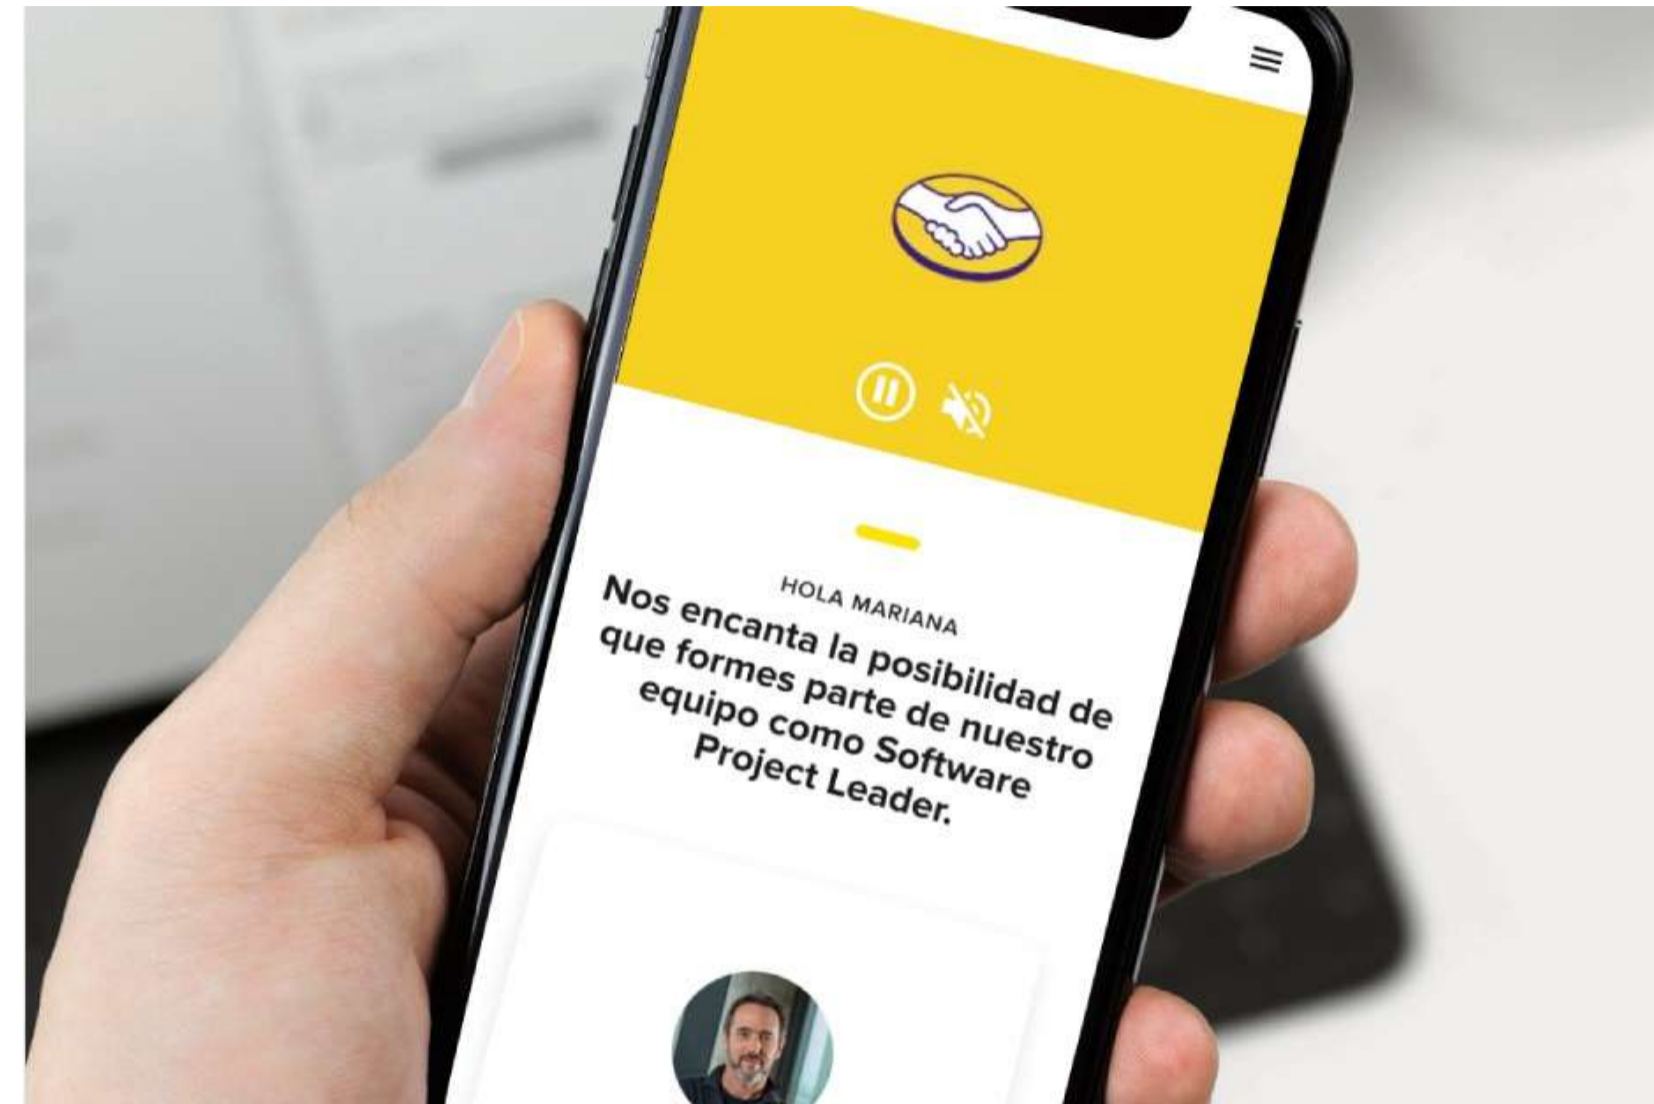 HOLA MARIANA
Nos encanta la posibilidad de
que formes parte de nuestro
equipo como Software
Project Leader.